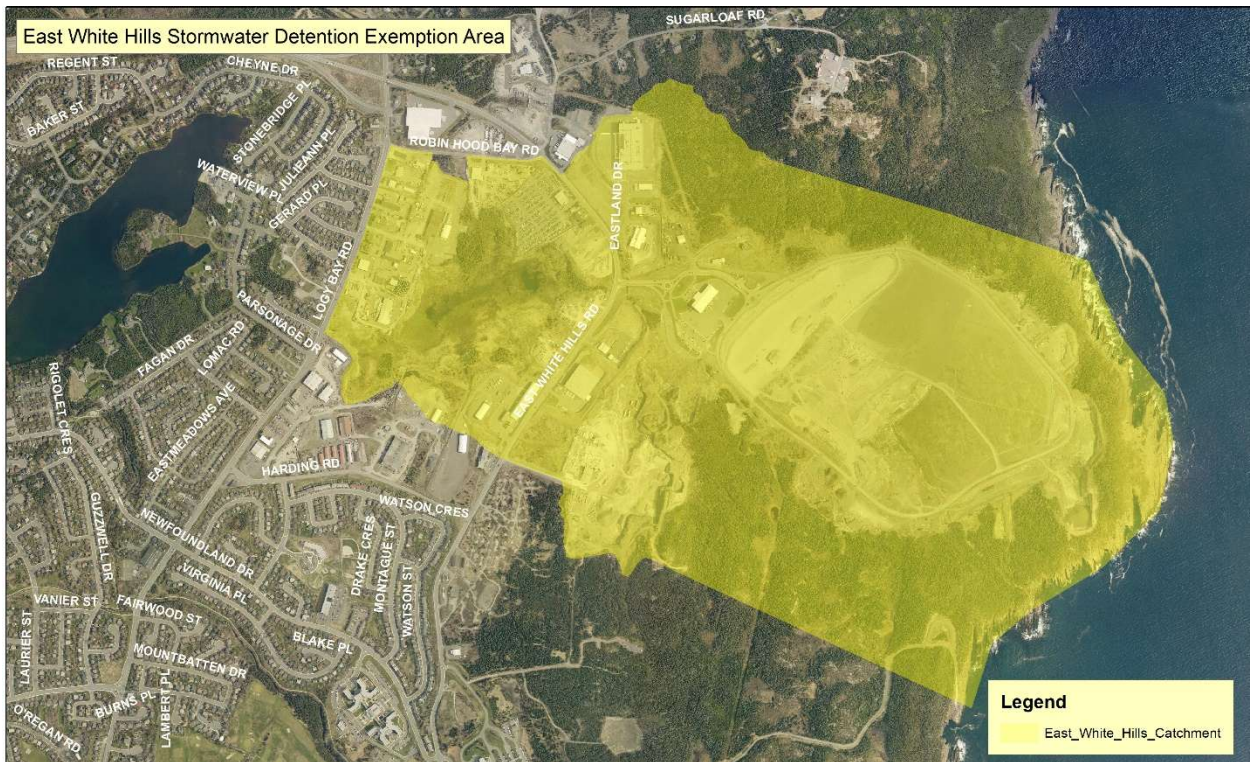 East White Hills Stormwater Detention Exemption Area
SUGARLOAF RD
REGENT ST
CHEYNE DR
BAKER ST
STONEBRIDGE PL
ROBIN HOOD BAY RD
JULIEANN PL
WATERVIEW PL
GERARD PL
EASTLAND DR
LOGY BAY RD
PARSONAGE DR
FAGAN DR
LOMAC RD
EAST WHITE HILLS RD
RIGOLET CRES
EASTMEADOWS AVE
HARDING RD
WATSON CRES
GUZZWELL DR
NEWFOUNDLAND DR
DRAKE CRES
MONTAGUE ST
WATSON ST
VIRGINIA PL
VANIER ST
FAIRWOOD ST
LAURIER ST
BLAKE PL
MOUNTBATTEN DR
BURNS PL
LAMBERT PL
O'REGAN RD
Legend
East_White_Hills_Catchment